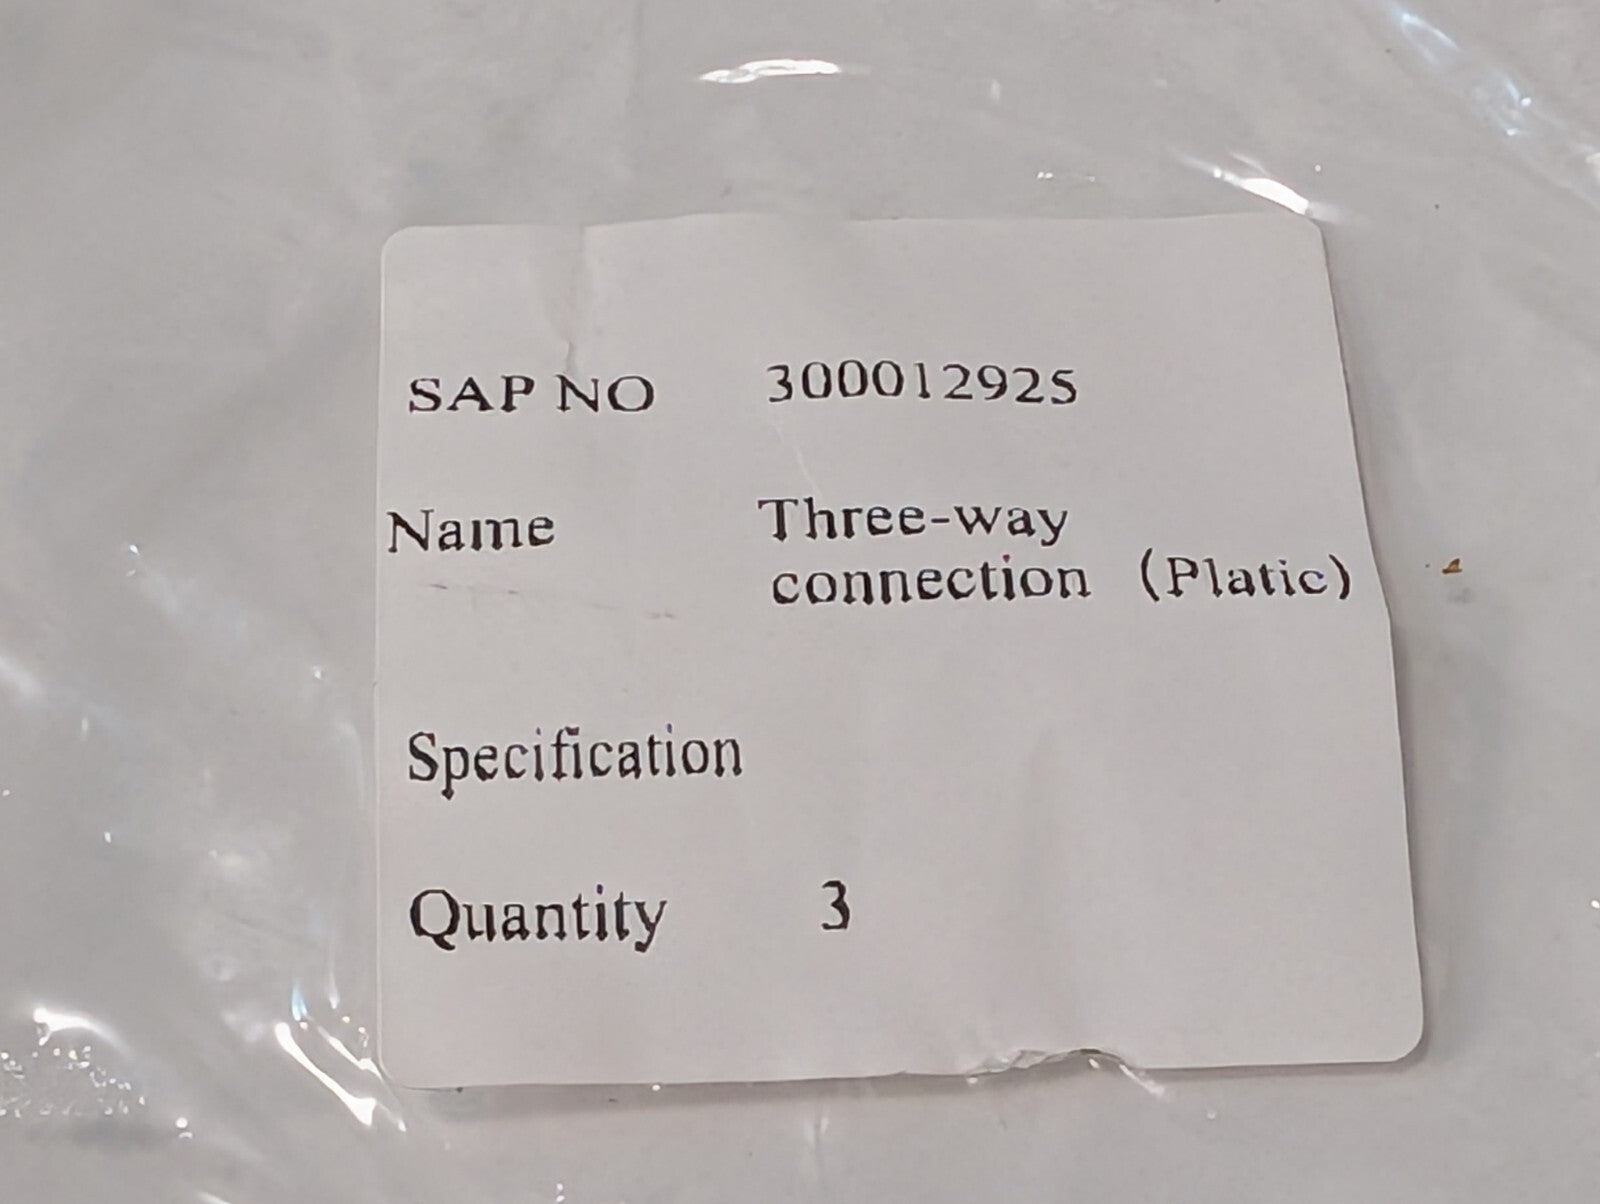 SAP NO 300012925
Name Three-way
connection (Platic)
Specification
Quantity 3